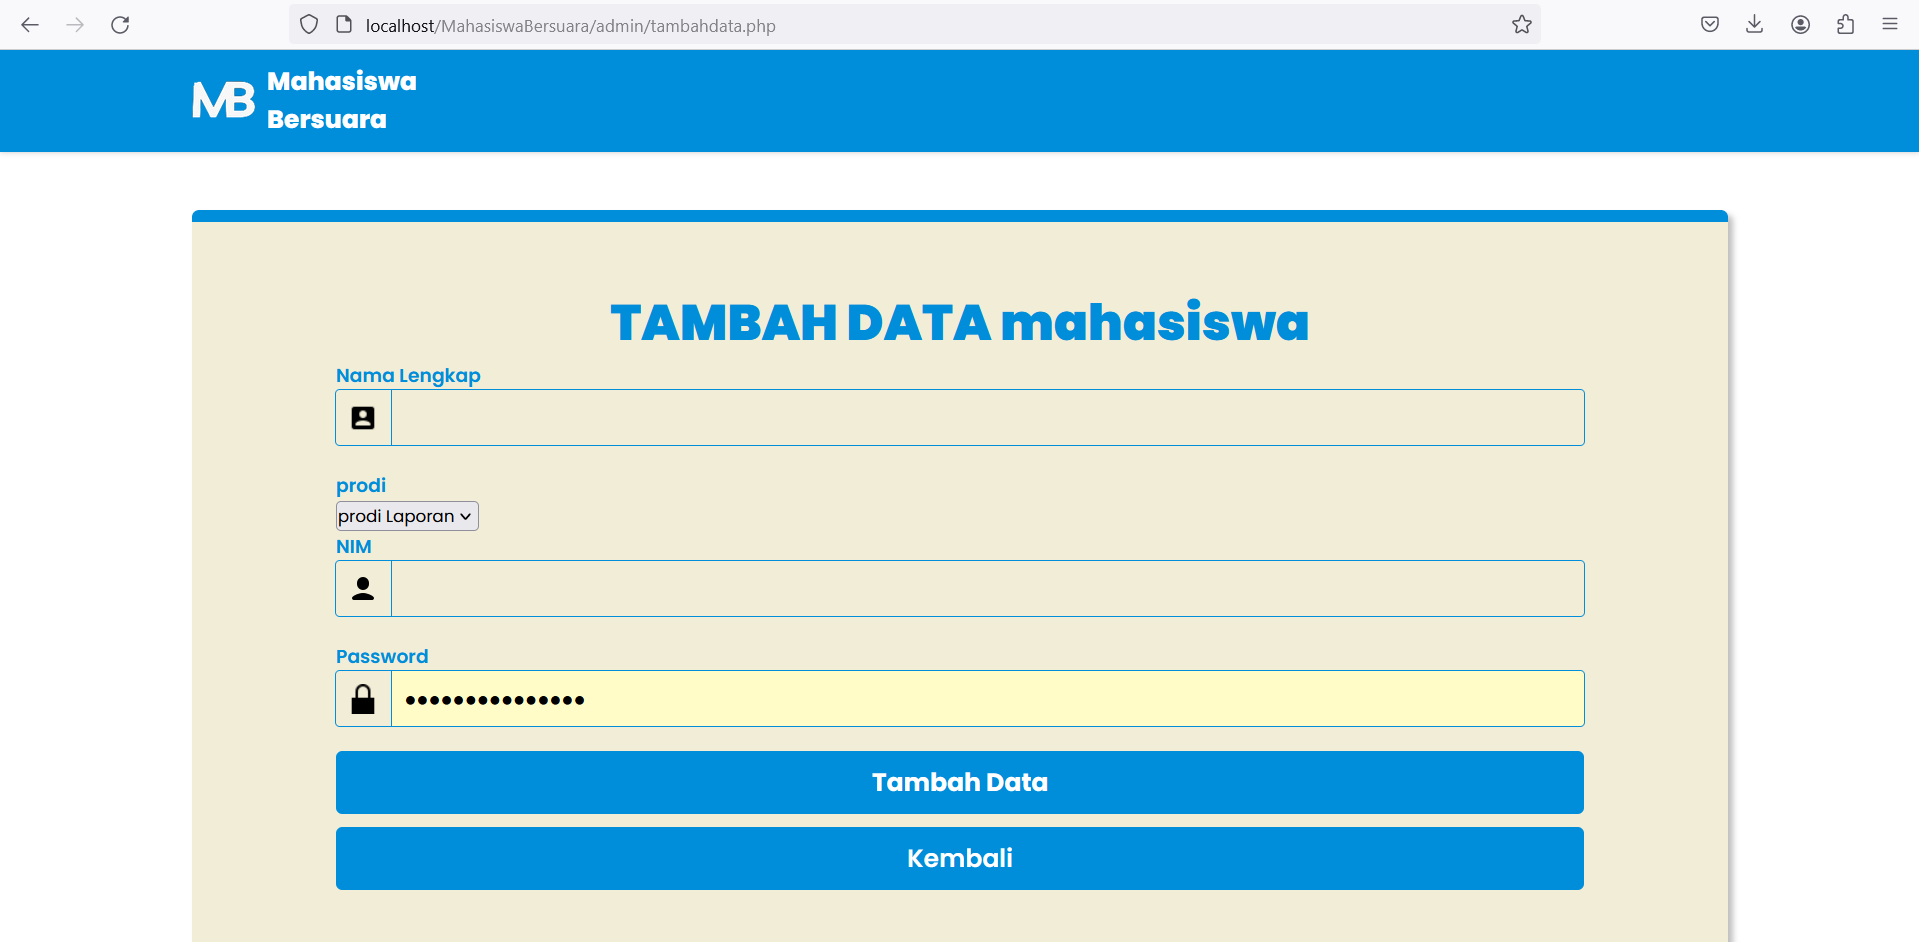 localhost/MahasiswaBersuara/admin/tambahdata.php
MB
Mahasiswa
Bersuara
TAMBAH DATA mahasiswa
Nama Lengkap
prodi
prodi Laporan
NIM
Password
•••••••••••••••
Tambah Data
Kembali